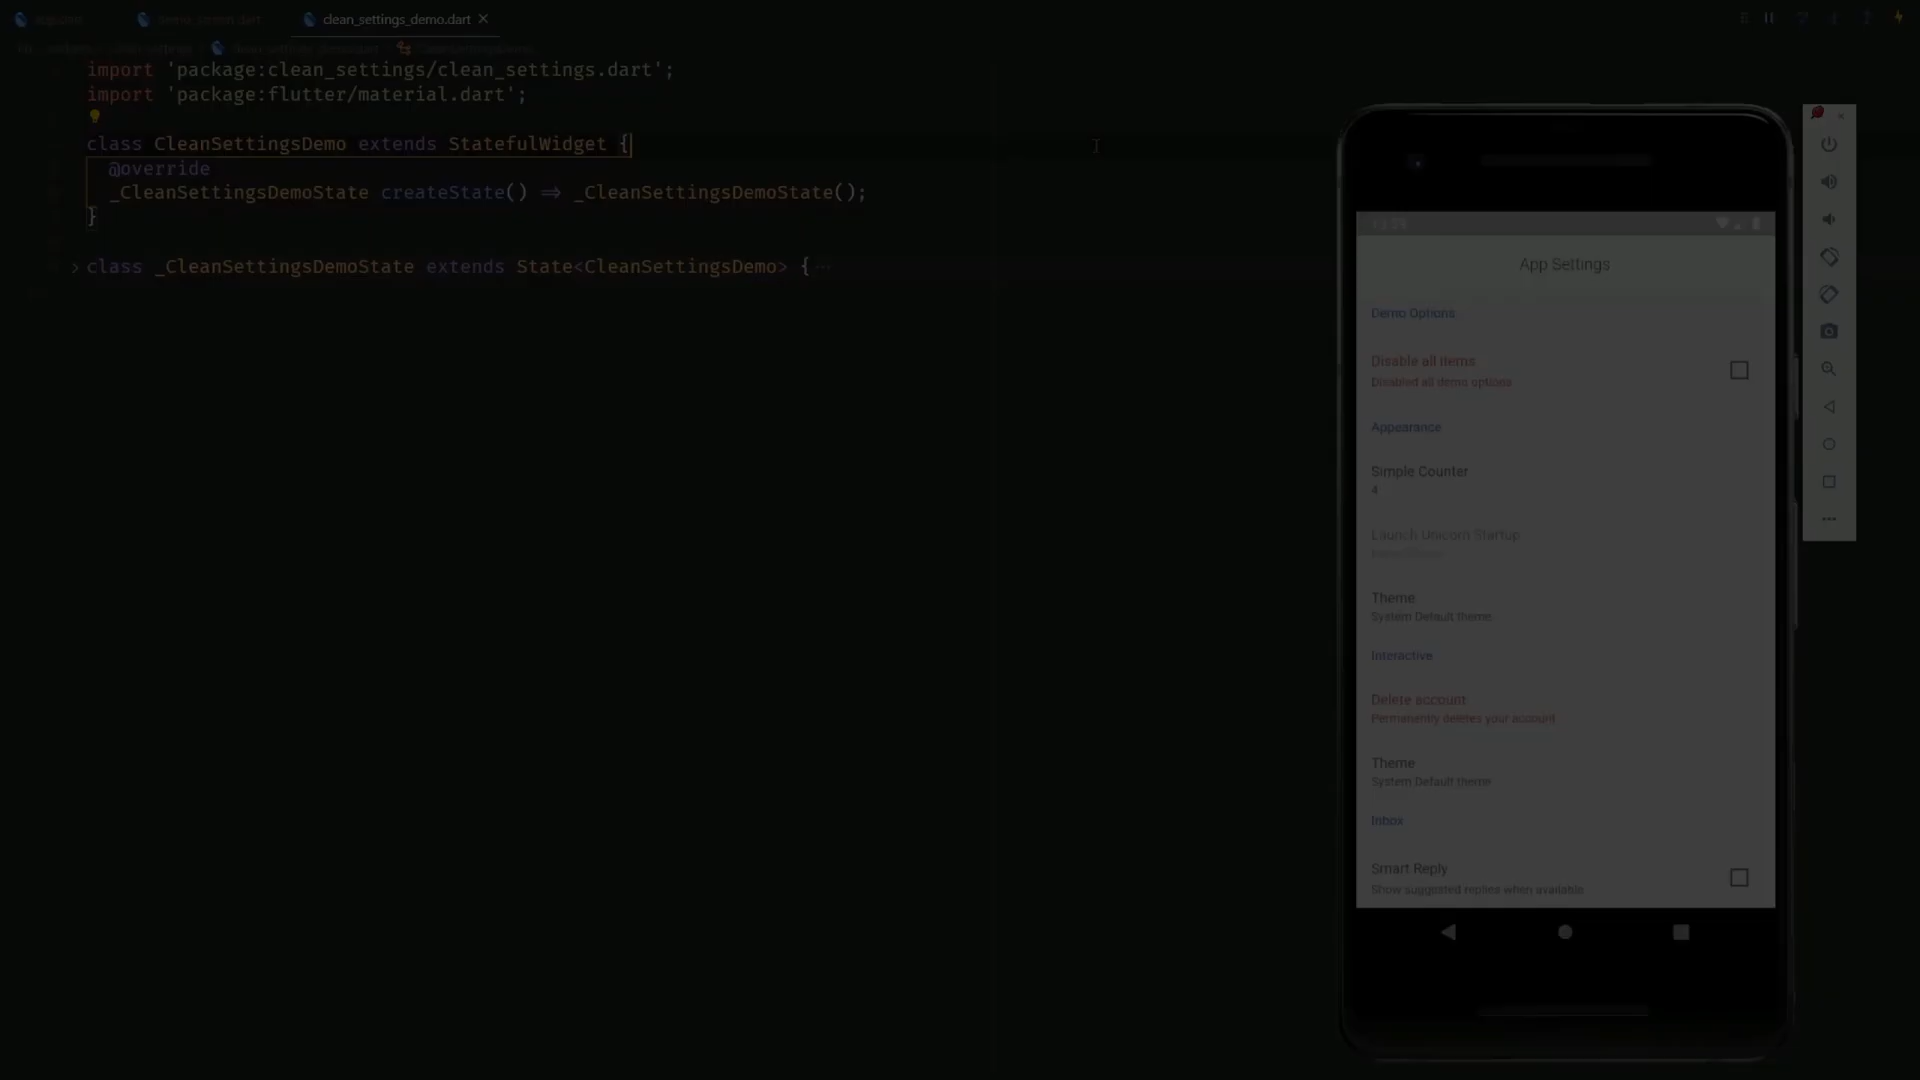 demo_screen.dart
clean_settings_demo.dart
import 'package:clean_settings/clean_settings.dart';
import 'package:flutter/material.dart';
class CleanSettingsDemo extends StatefulWidget {
@override
_CleanSettingsDemoState createState() => _CleanSettingsDemoState();
}
class _CleanSettingsDemoState extends State<CleanSettingsDemo> {
App Settings
Demo Options
Disable all items
Disabled all demo options
Appearance
Simple Counter
4
Launch Unicorn Startup
Theme
System Default theme
Interactive
Delete account
Permanently deletes your account
Theme
System Default theme
Inbox
Smart Reply
Show suggested replies when available